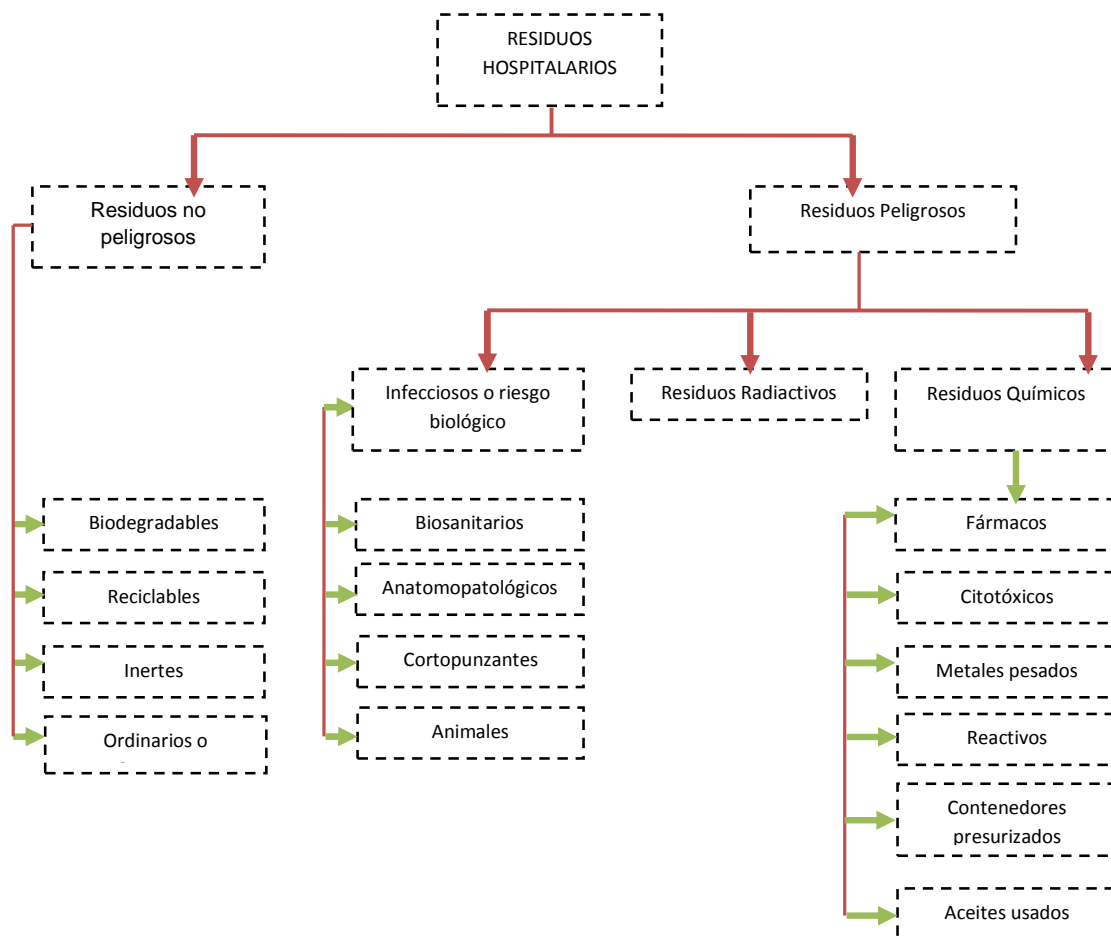 RESIDUOS
HOSPITALARIOS
Residuos no
peligrosos
Residuos Peligrosos
Infecciosos o riesgo
biológico
Residuos Radiactivos
Residuos Químicos
Biodegradables
Reciclables
Inertes
Ordinarios o
Biosanitarios
Anatomopatológicos
Cortopunzantes
Animales
Fármacos
Citotóxicos
Metales pesados
Reactivos
Contenedores
presurizados
Aceites usados